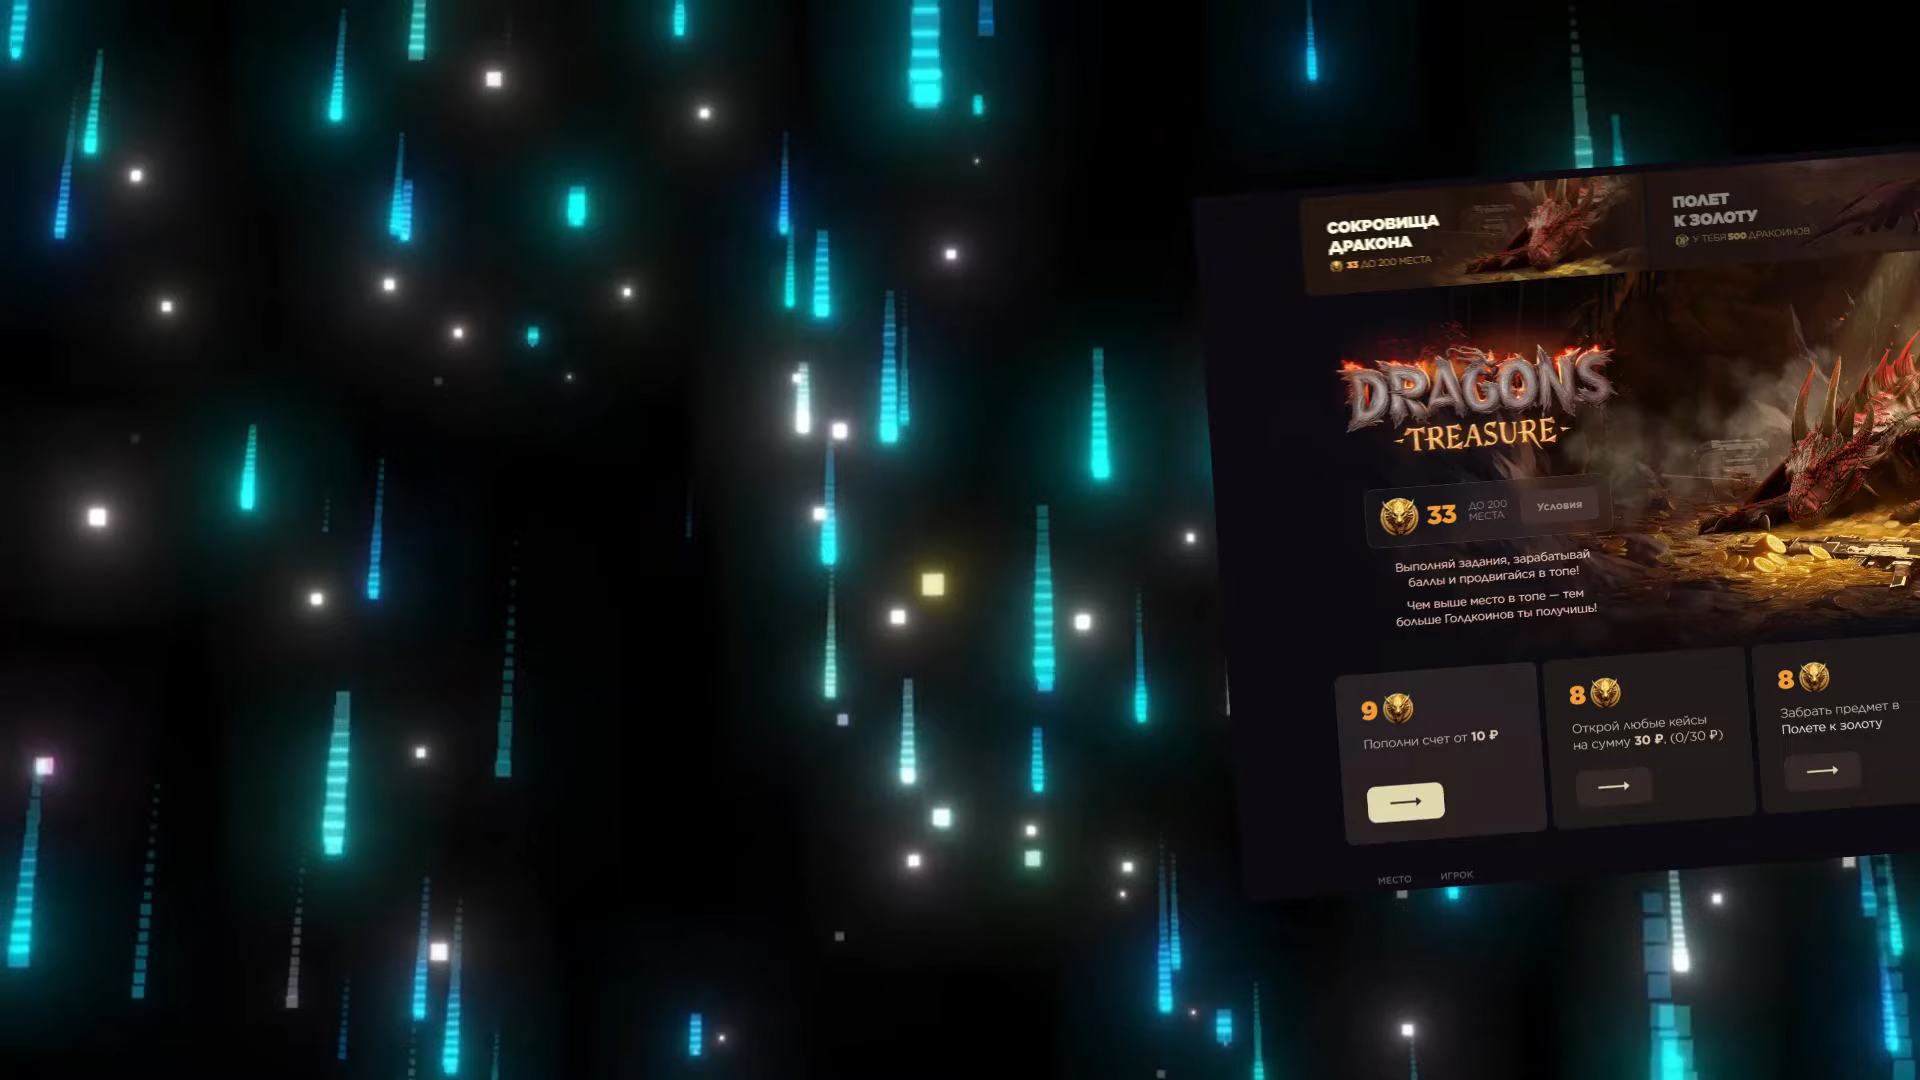 СОКРОВИЩА
ДРАКОНА
33 ДО 200 МЕСТА
ПОЛЕТ
К ЗОЛОТУ
У ТЕБЯ 500 ДРАКОИНОВ
DRAGONS
-TREASURE-
33 ДО 200
МЕСТА
Условия
Выполняй задания, зарабатывай
баллы и продвигайся в топе!
Чем выше место в топе — тем
больше Голдкоинов ты получишь!
9
Пополни счет от 10 ₽
8
Открой любые кейсы
на сумму 30 ₽. (0/30 ₽)
8
Забрать предмет в
Полете к золоту
МЕСТО ИГРОК